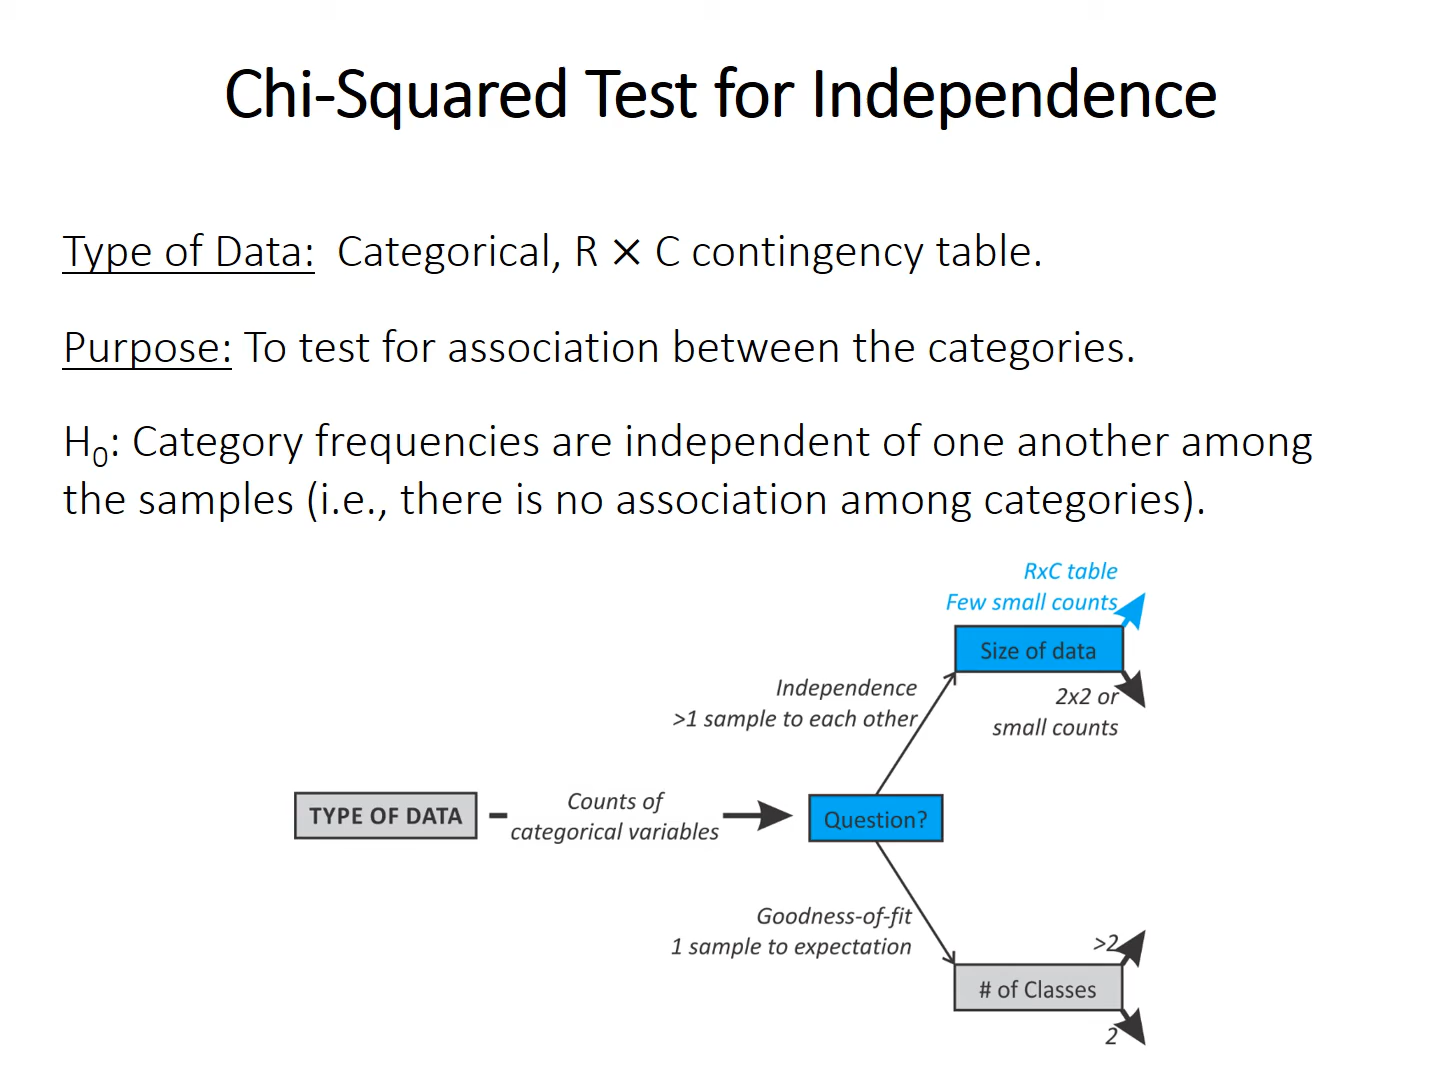 Chi-Squared Test for Independence
Type of Data:  Categorical, R × C contingency table.
Purpose: To test for association between the categories.
H₀: Category frequencies are independent of one another among
the samples (i.e., there is no association among categories).
RxC table
Few small counts
Size of data
Independence
>1 sample to each other
2x2 or
small counts
TYPE OF DATA
Counts of
categorical variables
Question?
Goodness-of-fit
1 sample to expectation
>2
# of Classes
2